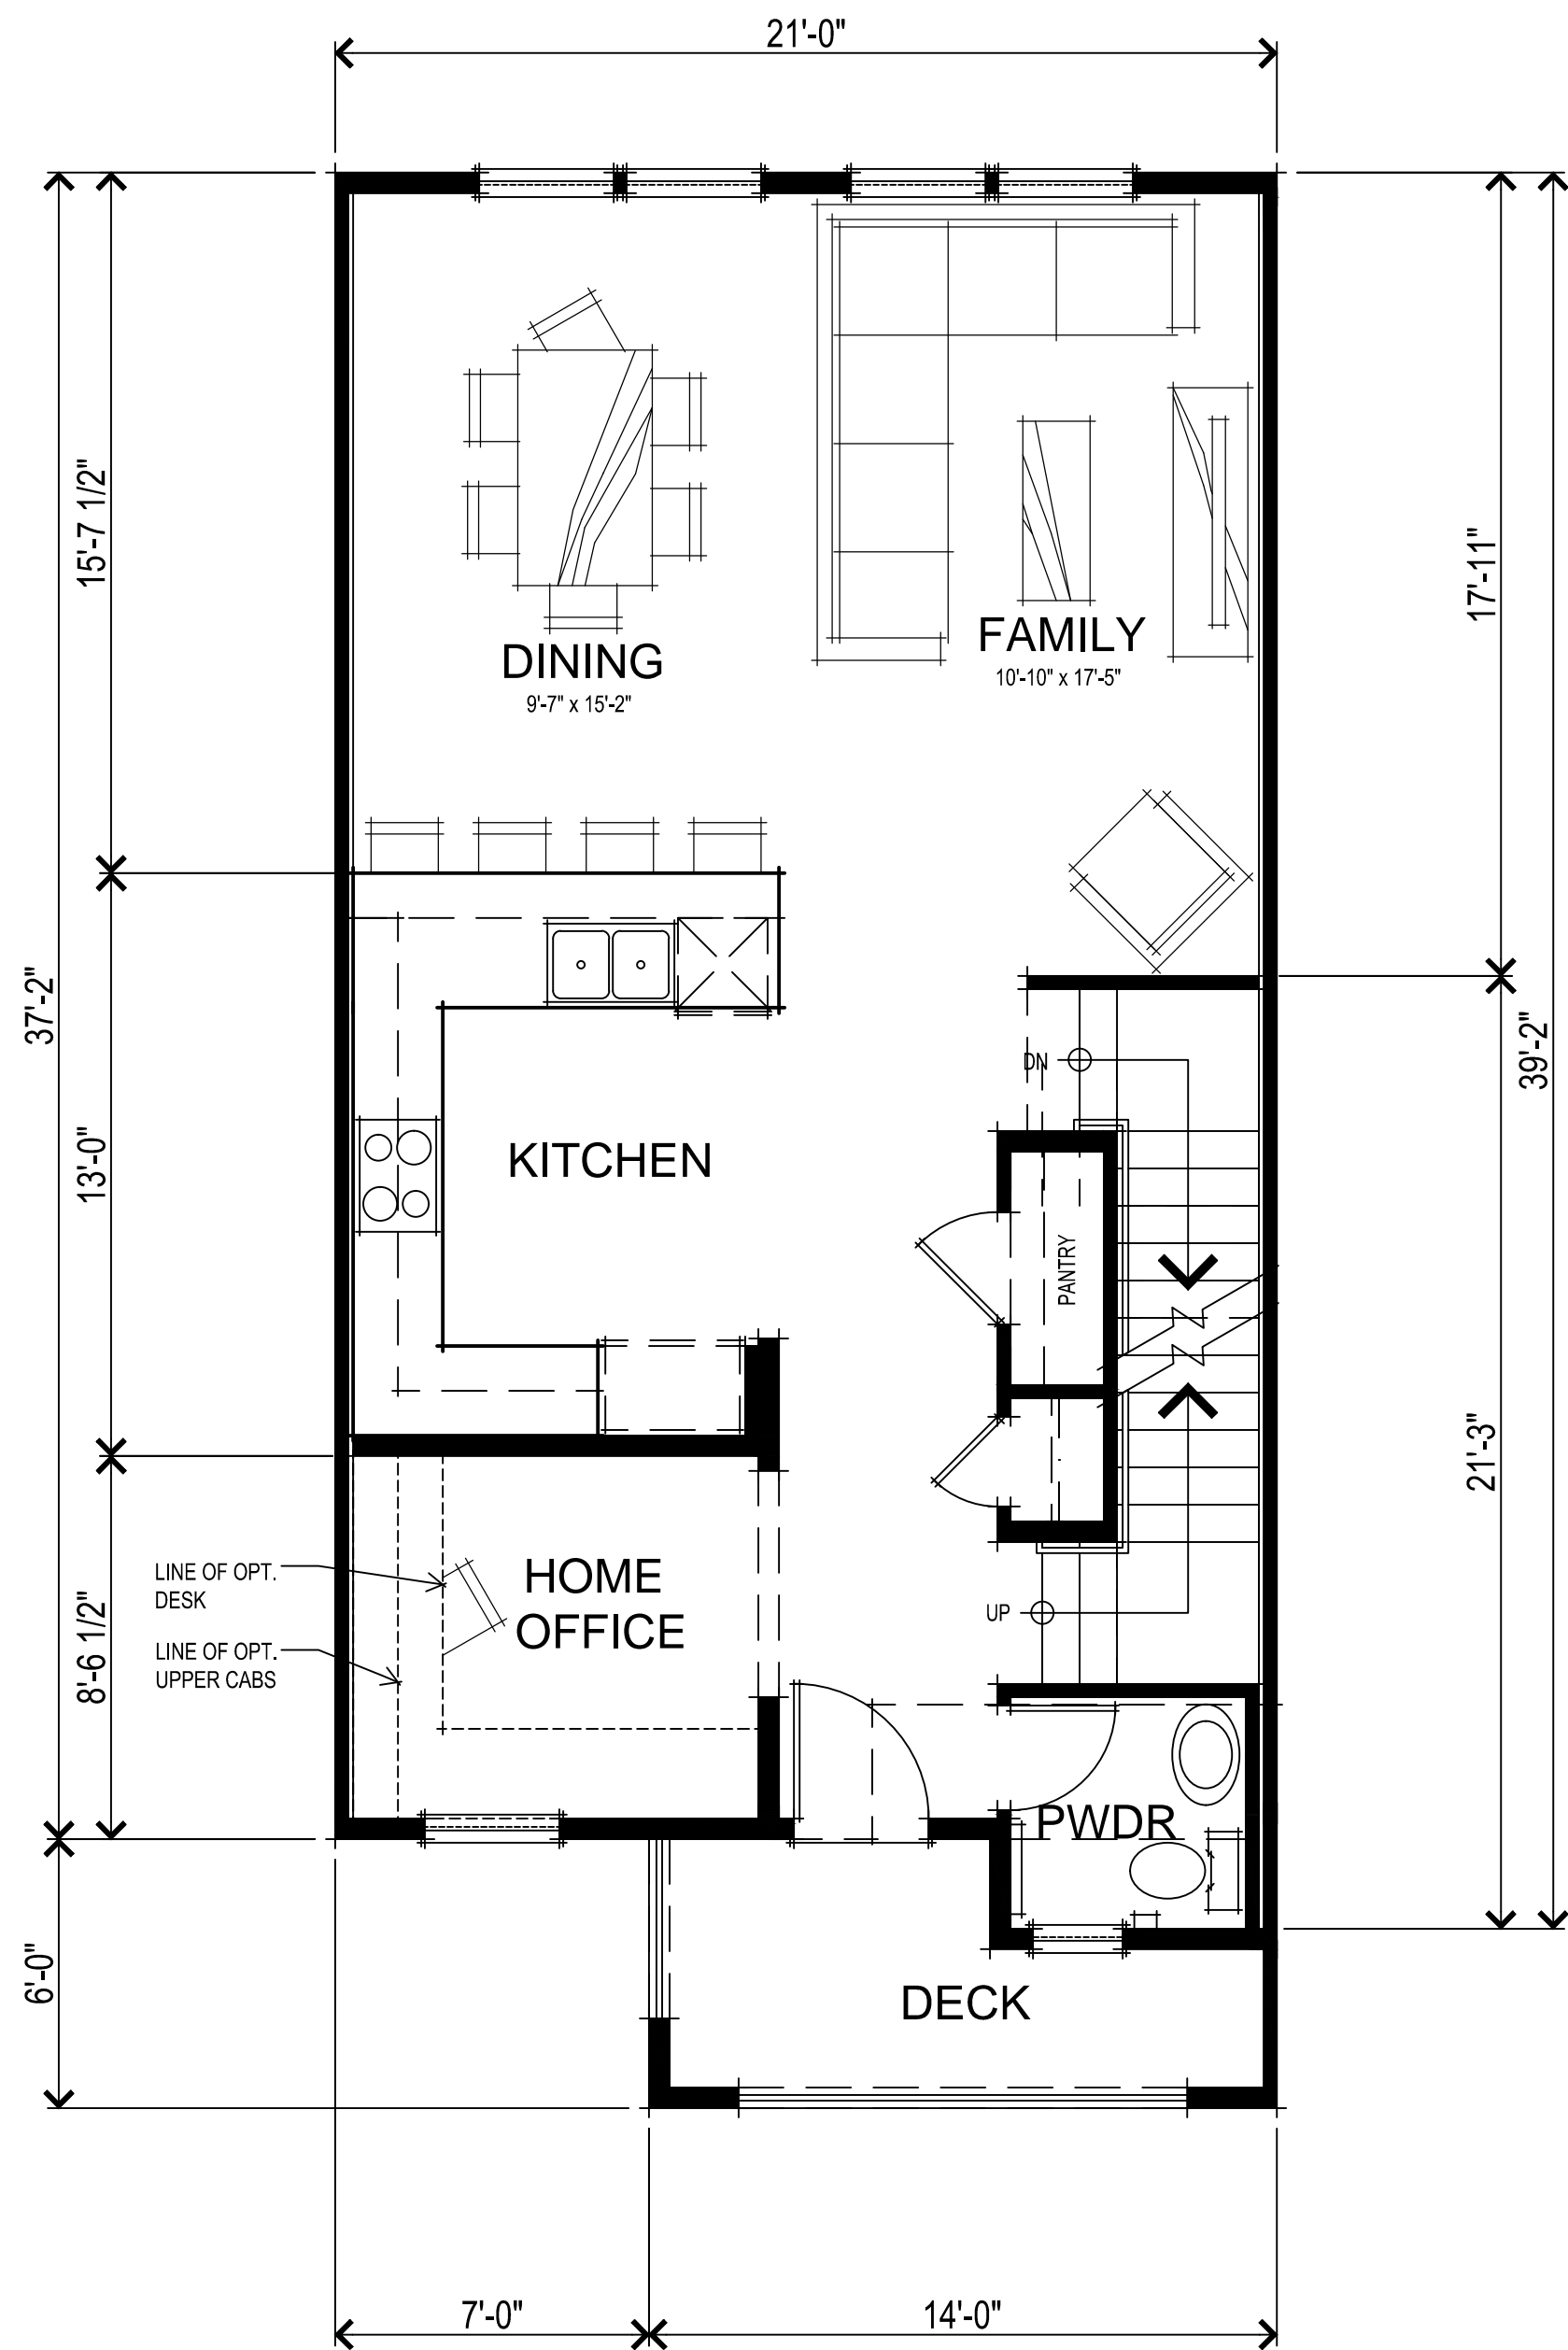 21'-0"
15'-7 1/2"
17'-11"
FAMILY
10'-10" x 17'-5"
DINING
9'-7" x 15'-2"
37'-2"
39'-2"
DN
13'-0"
KITCHEN
PANTRY
21'-3"
HOME
OFFICE
LINE OF OPT.
DESK
LINE OF OPT.
UPPER CABS
8'-6 1/2"
UP
PWDR
6'-0"
DECK
7'-0"
14'-0"